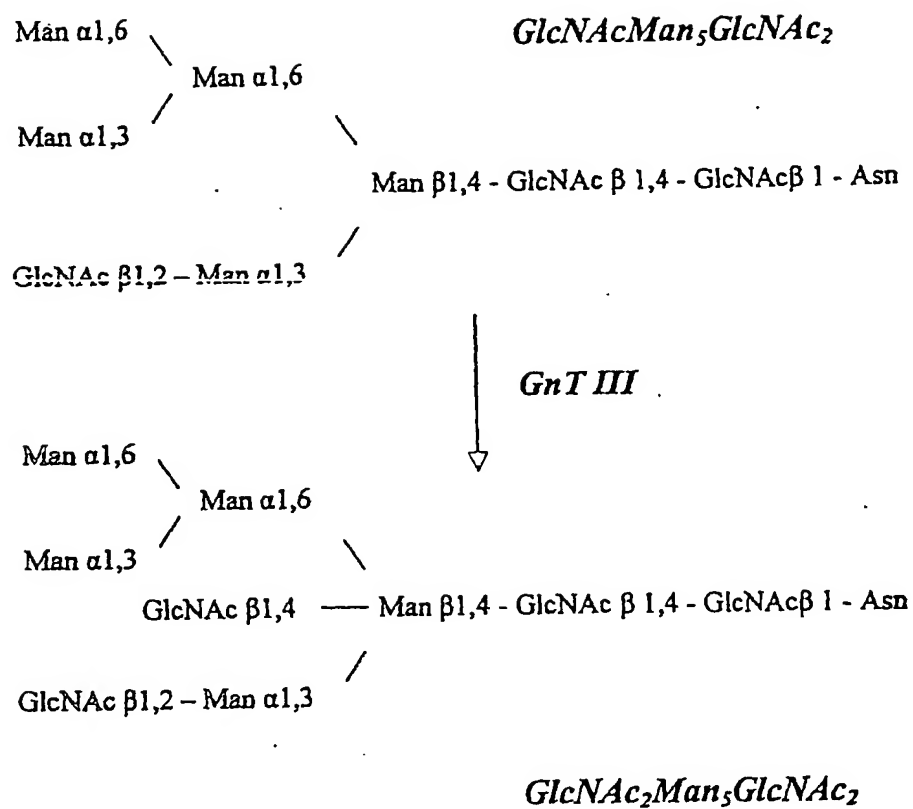 Man α1,6
GlcNAcMan₅GlcNAc₂
Man α1,6
Man α1,3
Man β1,4 - GlcNAc β 1,4 - GlcNAcβ 1 - Asn
GlcNAc β1,2 – Man α1,3
GnT III
Man α1,6
Man α1,6
Man α1,3
GlcNAc β1,4 — Man β1,4 - GlcNAc β 1,4 - GlcNAcβ 1 - Asn
GlcNAc β1,2 – Man α1,3
GlcNAc₂Man₅GlcNAc₂